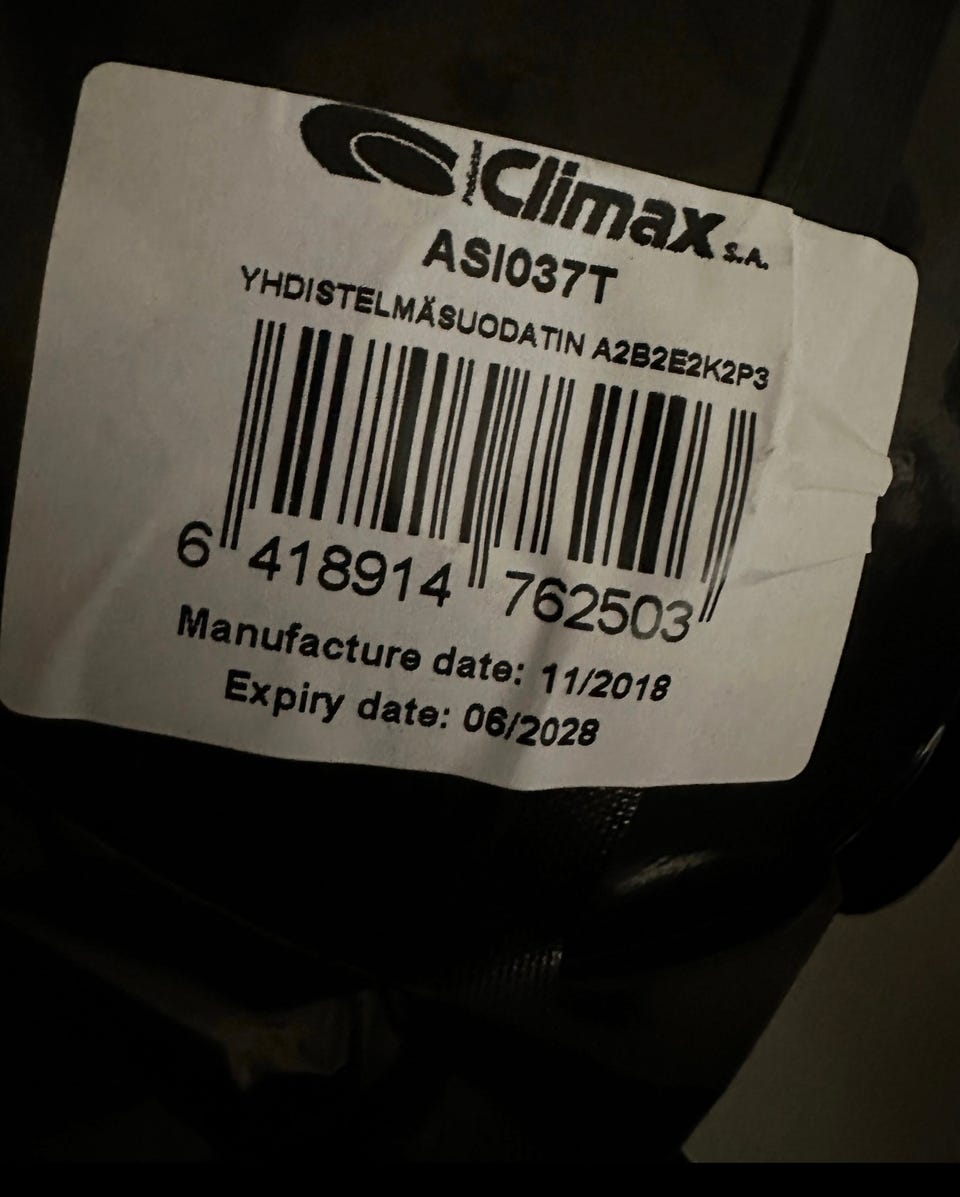 Climax S.A.
ASI037T
YHDISTELMÄSUODATIN A2B2E2K2P3
6 418914 762503
Manufacture date: 11/2018
Expiry date: 06/2028